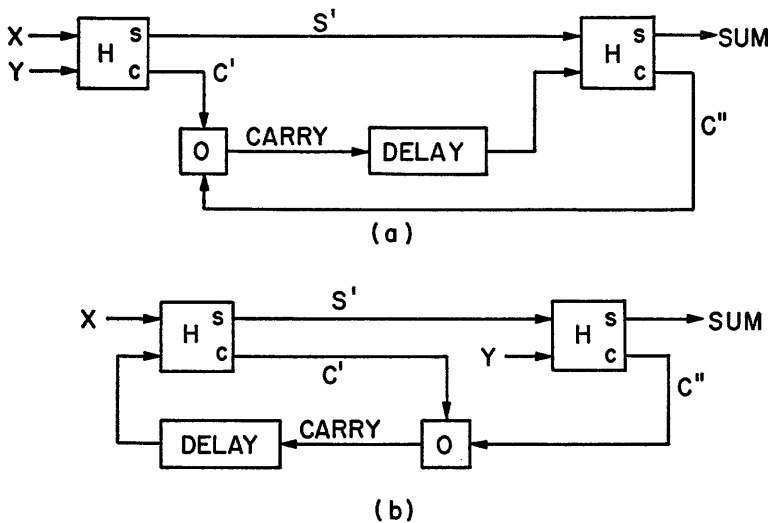 X
Y
H S C
S'
C'
O
CARRY
DELAY
H S C
SUM
C"
(a)
X
H S C
S'
C'
Y
H S C
SUM
C"
DELAY
CARRY
O
(b)